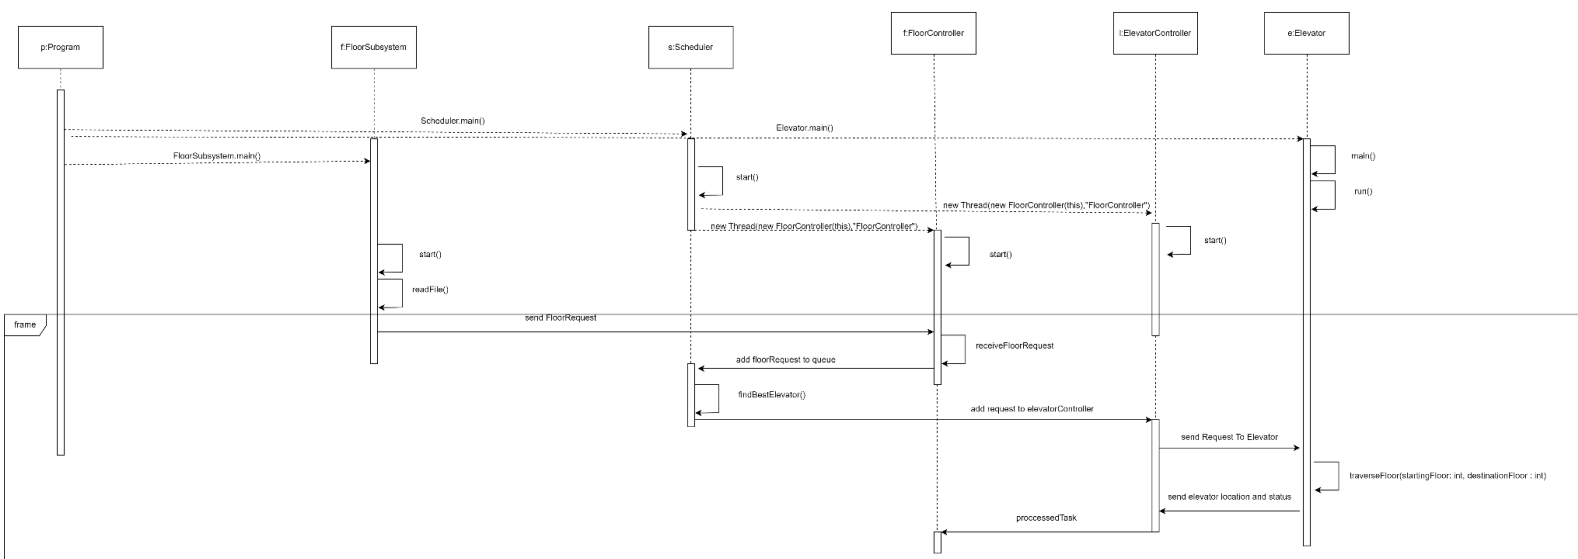 p:Program
f:FloorSubsystem
s:Scheduler
f:FloorController
l:ElevatorController
e:Elevator
Scheduler.main()
Elevator.main()
FloorSubsystem.main()
main()
start()
run()
new Thread(new FloorController(this),"FloorController")
new Thread(new FloorController(this),"FloorController")
start()
start()
start()
readFile()
frame
send FloorRequest
receiveFloorRequest
add floorRequest to queue
findBestElevator()
add request to elevatorController
send Request To Elevator
traverseFloor(startingFloor: int, destinationFloor : int)
send elevator location and status
proccessedTask